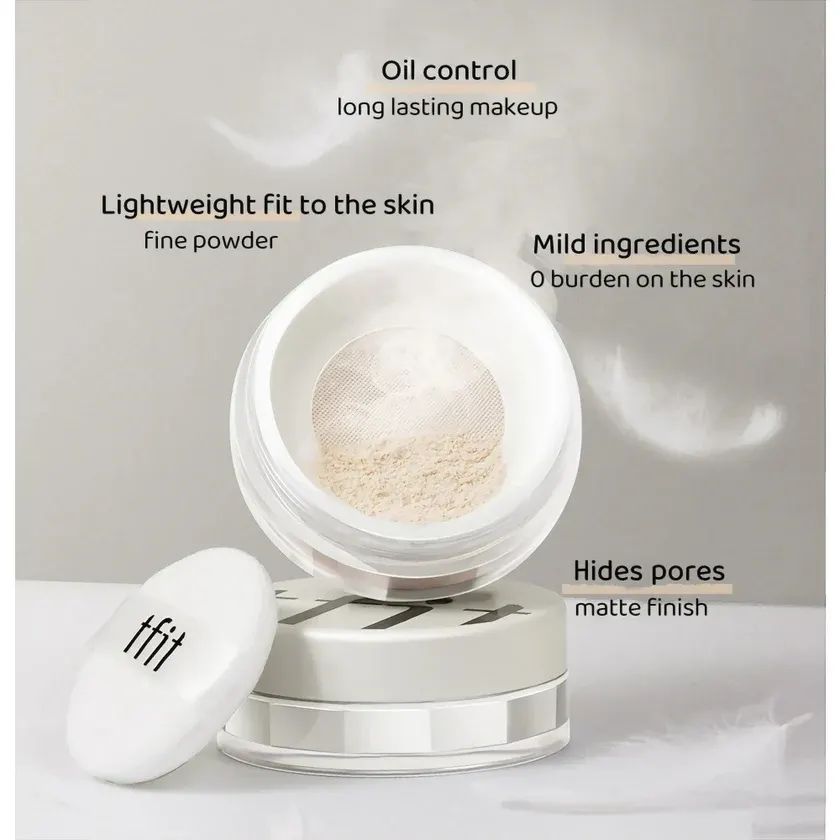 Oil control
long lasting makeup
Lightweight fit to the skin
fine powder
Mild ingredients
0 burden on the skin
Hides pores
matte finish
tfit